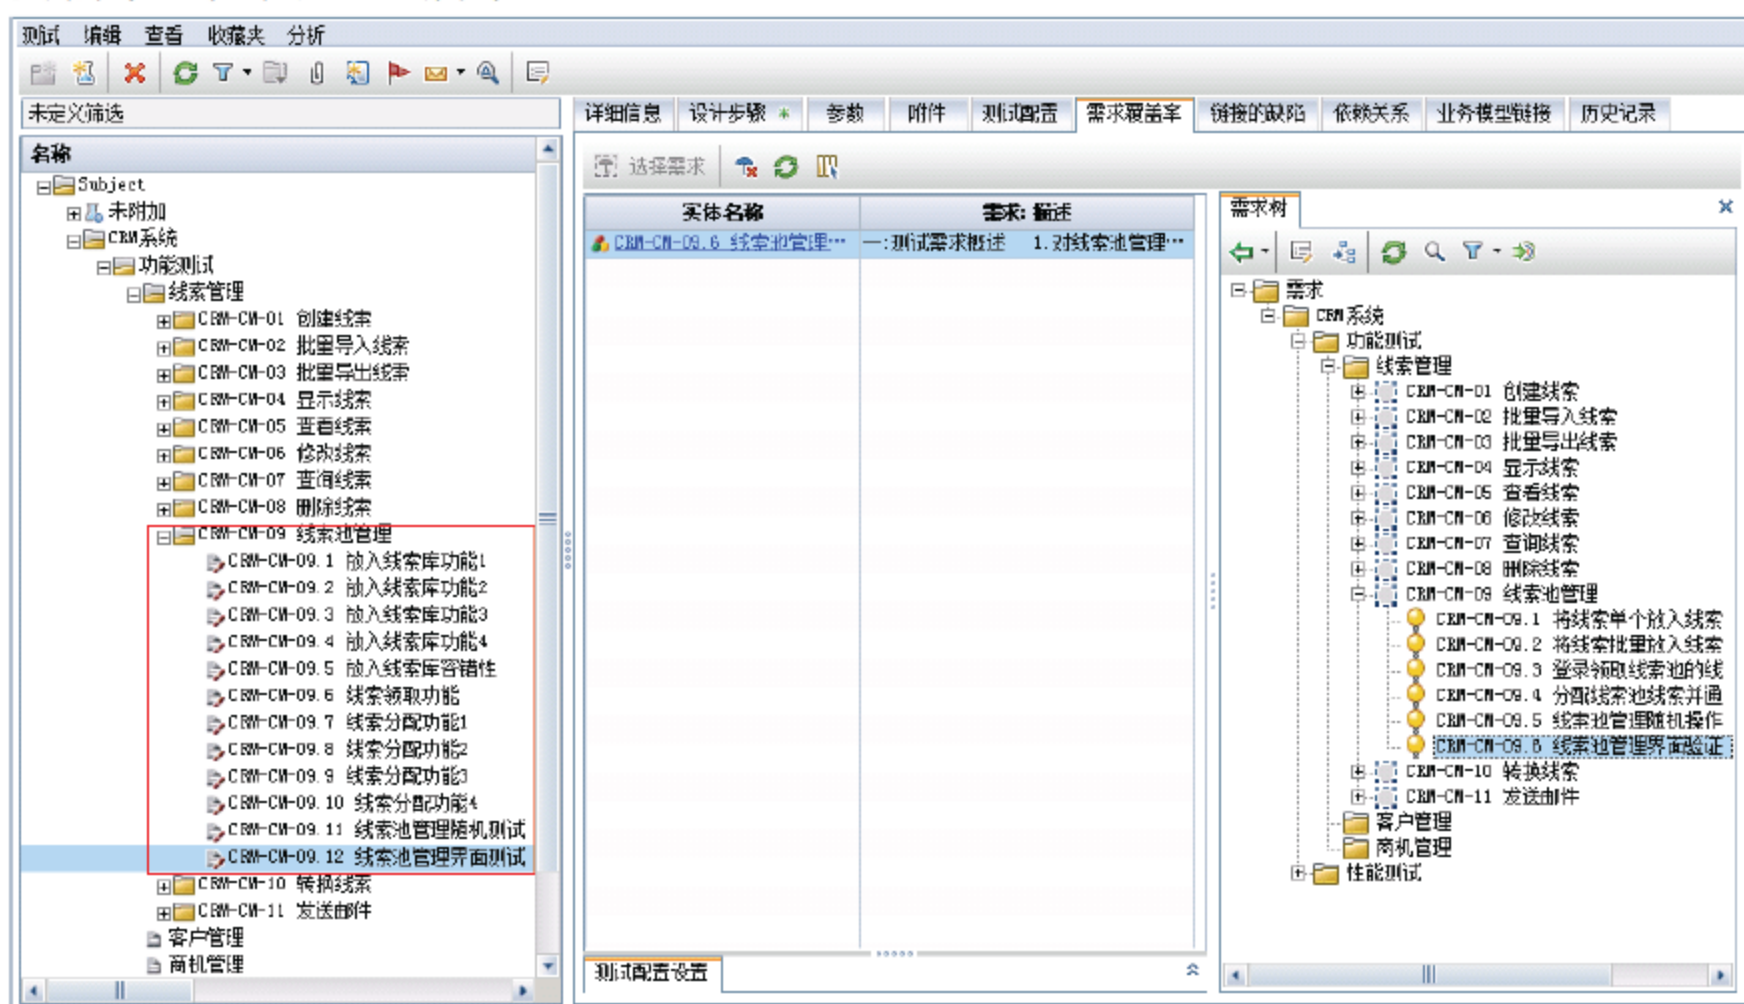 测试 编辑 查看 收藏夹 分析
未定义筛选
名称
Subject
未附加
CRM系统
功能测试
线索管理
CRM-CM-01 创建线索
CRM-CM-02 批量导入线索
CRM-CM-03 批量导出线索
CRM-CM-04 显示线索
CRM-CM-05 查看线索
CRM-CM-06 修改线索
CRM-CM-07 查询线索
CRM-CM-08 删除线索
CRM-CM-09 线索池管理
CRM-CM-09.1 放入线索库功能1
CRM-CM-09.2 放入线索库功能2
CRM-CM-09.3 放入线索库功能3
CRM-CM-09.4 放入线索库功能4
CRM-CM-09.5 放入线索库容错性
CRM-CM-09.6 线索领取功能
CRM-CM-09.7 线索分配功能1
CRM-CM-09.8 线索分配功能2
CRM-CM-09.9 线索分配功能3
CRM-CM-09.10 线索分配功能4
CRM-CM-09.11 线索池管理随机测试
CRM-CM-09.12 线索池管理界面测试
CRM-CM-10 转换线索
CRM-CM-11 发送邮件
客户管理
商机管理
详细信息 设计步骤 * 参数 附件 测试配置 需求覆盖率 链接的缺陷 依赖关系 业务模型链接 历史记录
选择需求
实体名称 需求: 描述
CRM-CM-09.6 线索池管理… 一:测试需求概述 1.对线索池管理…
测试配置设置
需求树
需求
CRM系统
功能测试
线索管理
CRM-CM-01 创建线索
CRM-CM-02 批量导入线索
CRM-CM-03 批量导出线索
CRM-CM-04 显示线索
CRM-CM-05 查看线索
CRM-CM-06 修改线索
CRM-CM-07 查询线索
CRM-CM-08 删除线索
CRM-CM-09 线索池管理
CRM-CM-09.1 将线索单个放入线索
CRM-CM-09.2 将线索批量放入线索
CRM-CM-09.3 登录领取线索池的线
CRM-CM-09.4 分配线索池线索并通
CRM-CM-09.5 线索池管理随机操作
CRM-CM-09.6 线索池管理界面验证
CRM-CM-10 转换线索
CRM-CM-11 发送邮件
客户管理
商机管理
性能测试